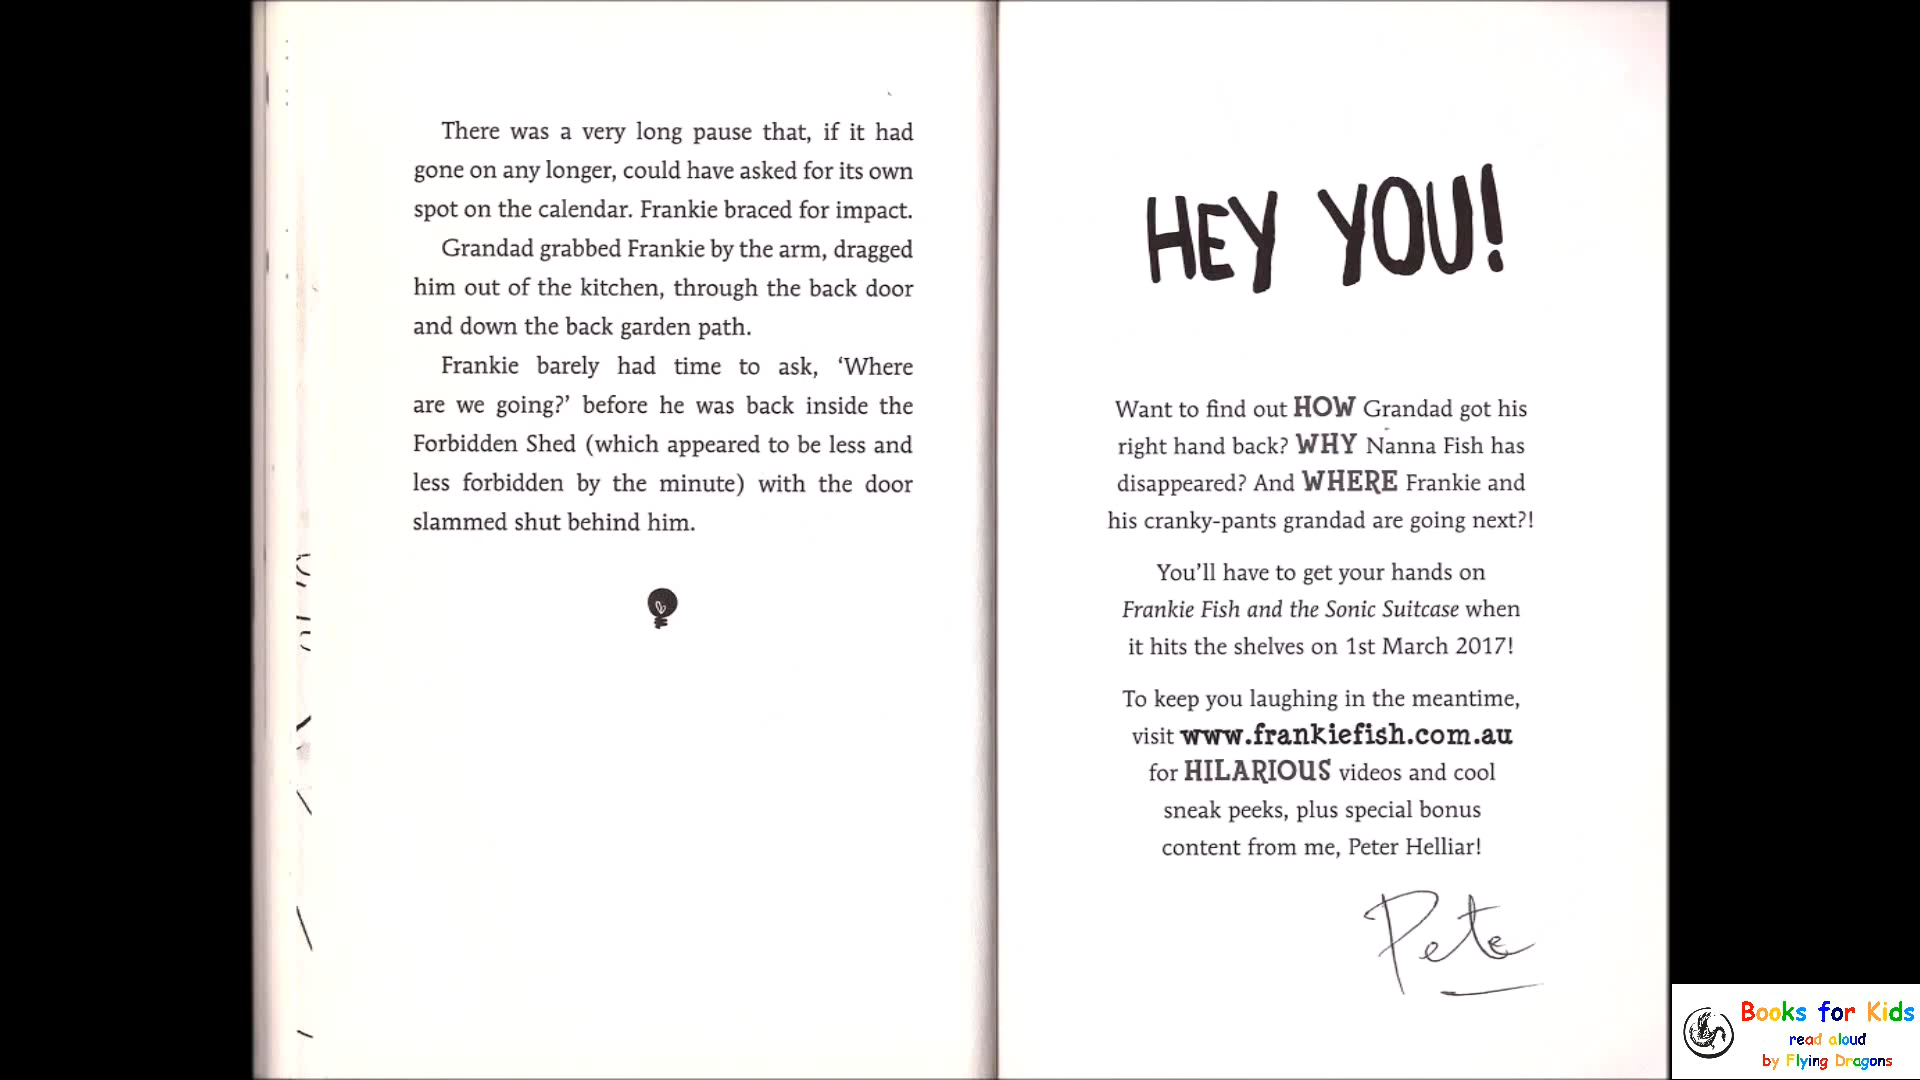 There was a very long pause that, if it had
gone on any longer, could have asked for its own
spot on the calendar. Frankie braced for impact.
Grandad grabbed Frankie by the arm, dragged
him out of the kitchen, through the back door
and down the back garden path.
Frankie barely had time to ask, ‘Where
are we going?’ before he was back inside the
Forbidden Shed (which appeared to be less and
less forbidden by the minute) with the door
slammed shut behind him.
HEY YOU!
Want to find out HOW Grandad got his
right hand back? WHY Nanna Fish has
disappeared? And WHERE Frankie and
his cranky-pants grandad are going next?!
You’ll have to get your hands on
Frankie Fish and the Sonic Suitcase when
it hits the shelves on 1st March 2017!
To keep you laughing in the meantime,
visit www.frankiefish.com.au
for HILARIOUS videos and cool
sneak peeks, plus special bonus
content from me, Peter Helliar!
Pete
Books for Kids
read aloud
by Flying Dragons